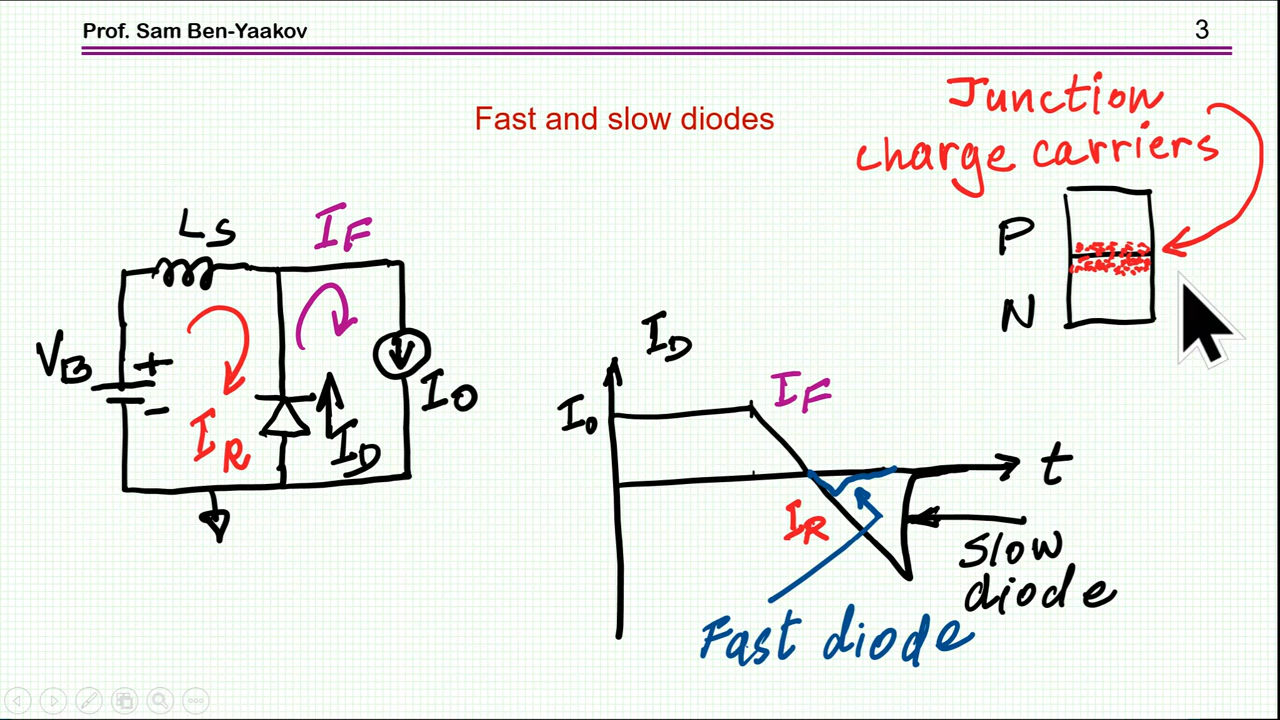 Prof. Sam Ben-Yaakov
3
Fast and slow diodes
Junction
charge carriers
P
N
LS
IF
VB
+
-
IR
ID
IO
ID
Io
IF
t
IR
Slow
diode
Fast diode